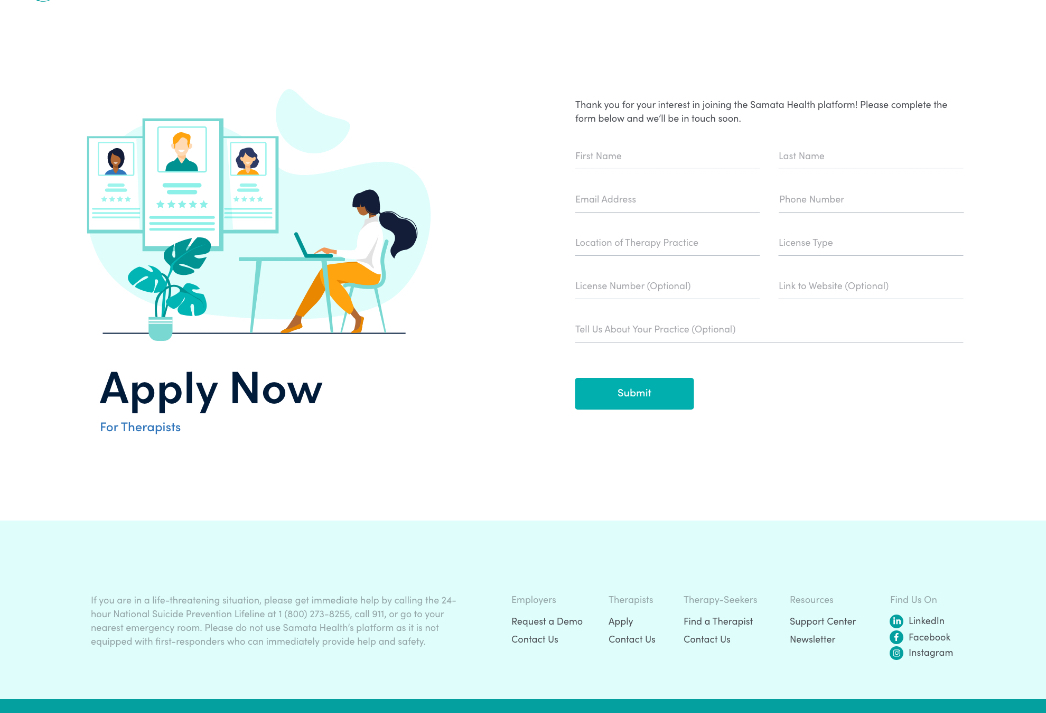 Thank you for your interest in joining the Samata Health platform! Please complete the
form below and we'll be in touch soon.
First Name
Last Name
Email Address
Phone Number
Location of Therapy Practice
License Type
License Number (Optional)
Link to Website (Optional)
Tell Us About Your Practice (Optional)
Submit
Apply Now
For Therapists
If you are in a life-threatening situation, please get immediate help by calling the 24-
hour National Suicide Prevention Lifeline at 1 (800) 273-8255, call 911, or go to your
nearest emergency room. Please do not use Samata Health's platform as it is not
equipped with first-responders who can immediately provide help and safety.
Employers
Request a Demo
Contact Us
Therapists
Apply
Contact Us
Therapy-Seekers
Find a Therapist
Contact Us
Resources
Support Center
Newsletter
Find Us On
LinkedIn
Facebook
Instagram